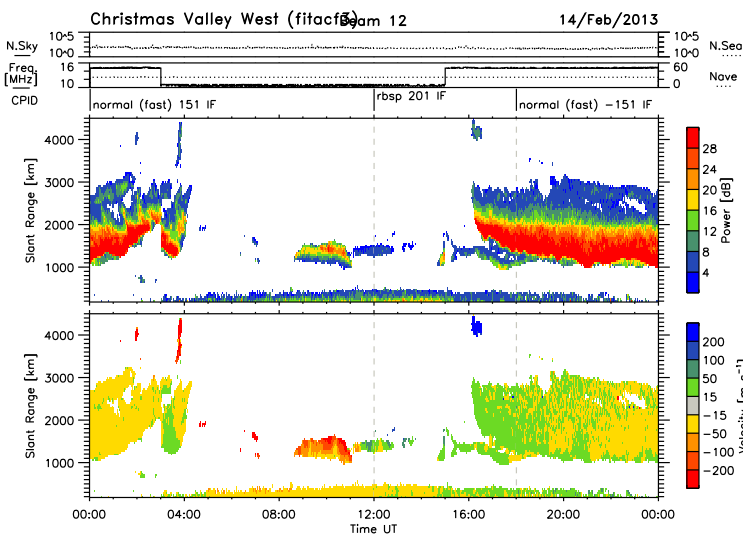 Christmas Valley West (fitacf3) Beam 12 14/Feb/2013
N.Sky 10^5 10^0 10^5 10^0 N.Sea
Freq. [MHz] 16 10 60 0 Nave
CPID normal (fast) 151 IF rbsp 201 IF normal (fast) -151 IF
Slant Range [km] 4000 3000 2000 1000
Power [dB] 28 24 20 16 12 8 4
Slant Range [km] 4000 3000 2000 1000
Velocity 200 100 50 15 -15 -50 -100 -200
00:00 04:00 08:00 12:00 16:00 20:00 00:00
Time UT